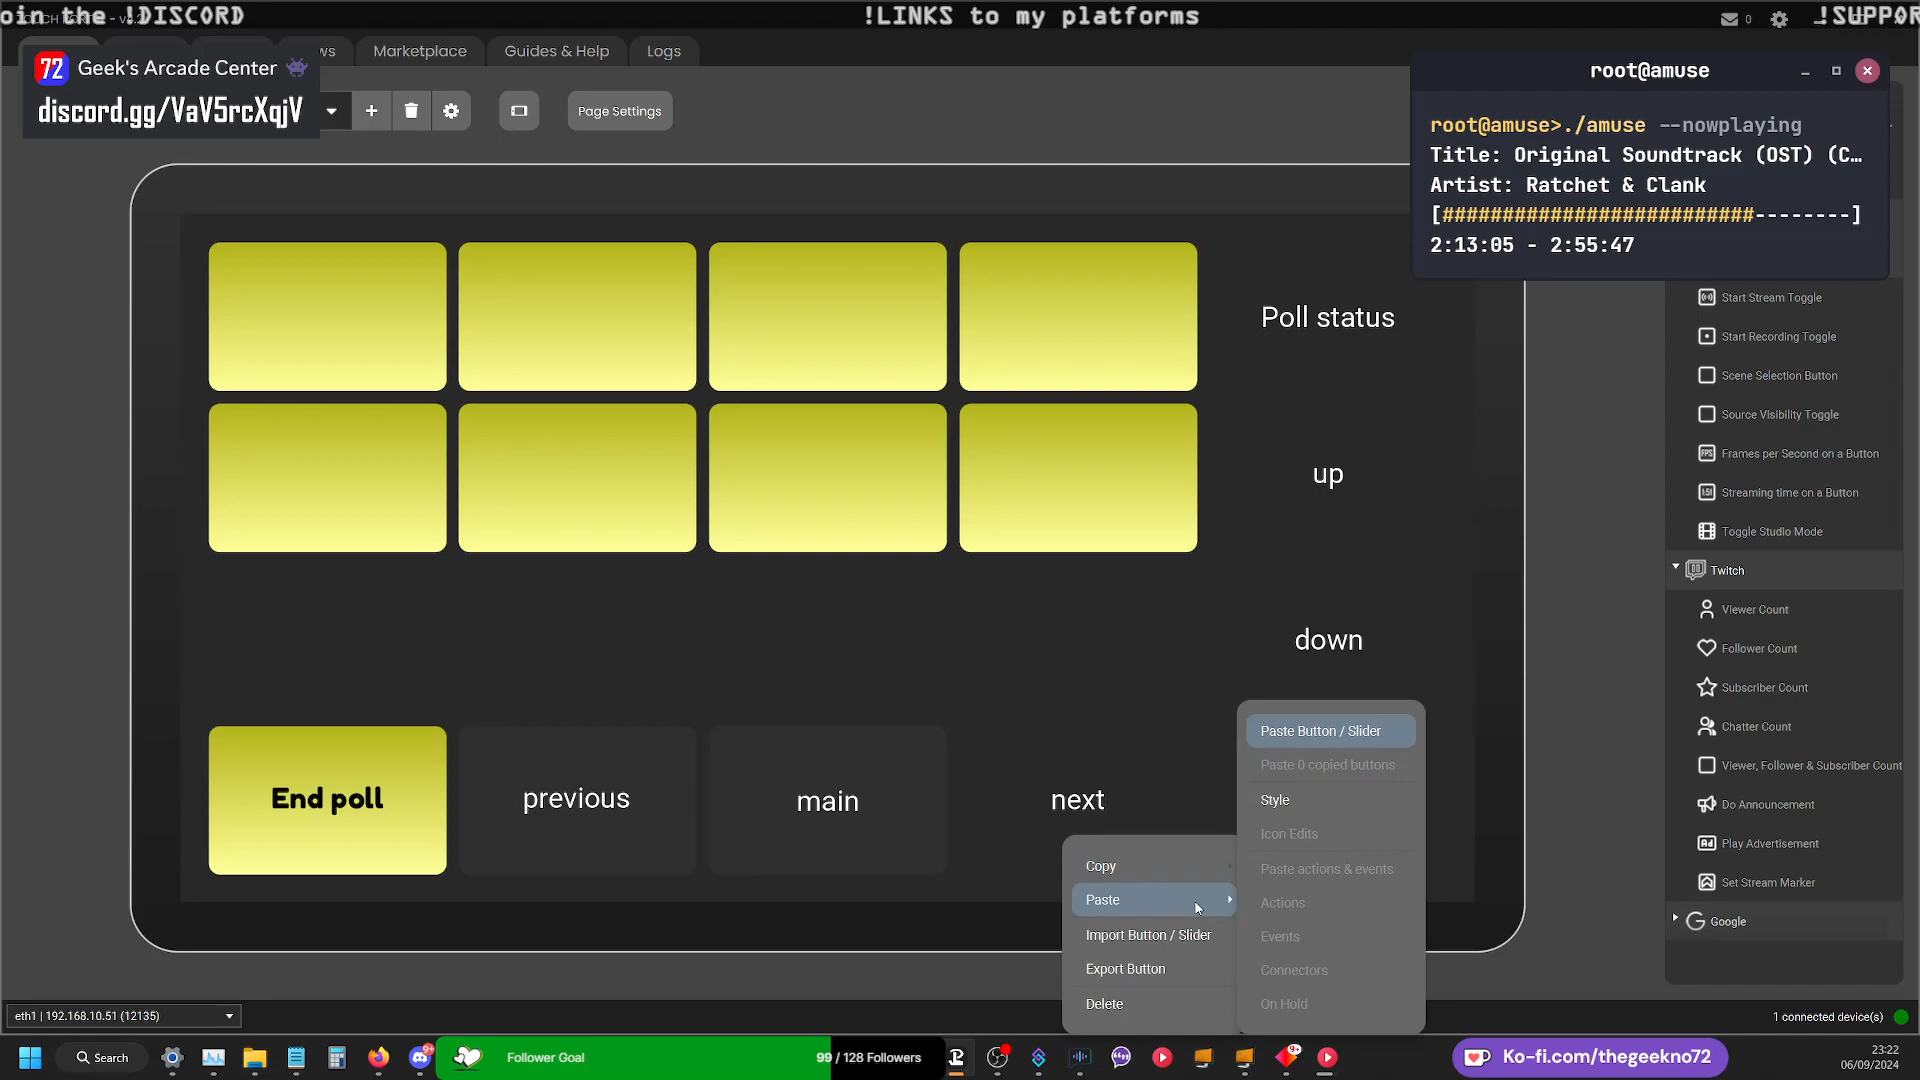 oin the !DISCORD
!LINKS to my platforms
0
!SUPPOR
72 Geek's Arcade Center
discord.gg/VaV5rcXqjV
ws
Marketplace
Guides & Help
Logs
Page Settings
root@amuse
root@amuse>./amuse --nowplaying
Title: Original Soundtrack (OST) (C…
Artist: Ratchet & Clank
[##########################--------]
2:13:05 - 2:55:47
Poll status
up
down
End poll
previous
main
next
Copy
Paste
Import Button / Slider
Export Button
Delete
Paste Button / Slider
Paste 0 copied buttons
Style
Icon Edits
Paste actions & events
Actions
Events
Connectors
On Hold
Start Stream Toggle
Start Recording Toggle
Scene Selection Button
Source Visibility Toggle
FPS Frames per Second on a Button
Streaming time on a Button
Toggle Studio Mode
Twitch
Viewer Count
Follower Count
Subscriber Count
Chatter Count
Viewer, Follower & Subscriber Count
Do Announcement
Ad Play Advertisement
Set Stream Marker
Google
eth1 | 192.168.10.51 (12135)
1 connected device(s)
Search
9+
Follower Goal
99 / 128 Followers
9+
Ko-fi.com/thegeekno72
23:22
06/09/2024